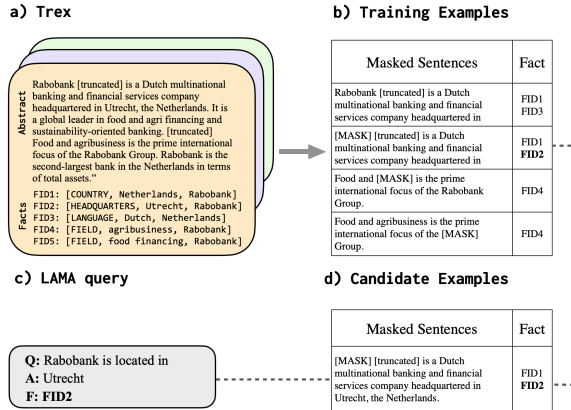 a) Trex
Abstract
Rabobank [truncated] is a Dutch multinational
banking and financial services company
headquartered in Utrecht, the Netherlands. It is
a global leader in food and agri financing and
sustainability-oriented banking. [truncated]
Food and agribusiness is the prime international
focus of the Rabobank Group. Rabobank is the
second-largest bank in the Netherlands in terms
of total assets.”
Facts
FID1: [COUNTRY, Netherlands, Rabobank]
FID2: [HEADQUARTERS, Utrecht, Rabobank]
FID3: [LANGUAGE, Dutch, Netherlands]
FID4: [FIELD, agribusiness, Rabobank]
FID5: [FIELD, food financing, Rabobank]
b) Training Examples
Masked Sentences Fact
Rabobank [truncated] is a Dutch
multinational banking and financial
services company headquartered in
FID1
FID3
[MASK] [truncated] is a Dutch
multinational banking and financial
services company headquartered in
FID1
FID2
Food and [MASK] is the prime
international focus of the Rabobank
Group.
FID4
Food and agribusiness is the prime
international focus of the [MASK]
Group.
FID4
c) LAMA query
Q: Rabobank is located in
A: Utrecht
F: FID2
d) Candidate Examples
Masked Sentences Fact
[MASK] [truncated] is a Dutch
multinational banking and financial
services company headquartered in
Utrecht, the Netherlands.
FID1
FID2